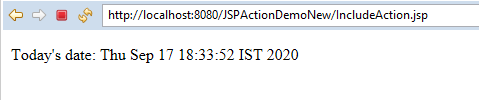 http://localhost:8080/JSPActionDemoNew/IncludeAction.jsp
Today's date: Thu Sep 17 18:33:52 IST 2020